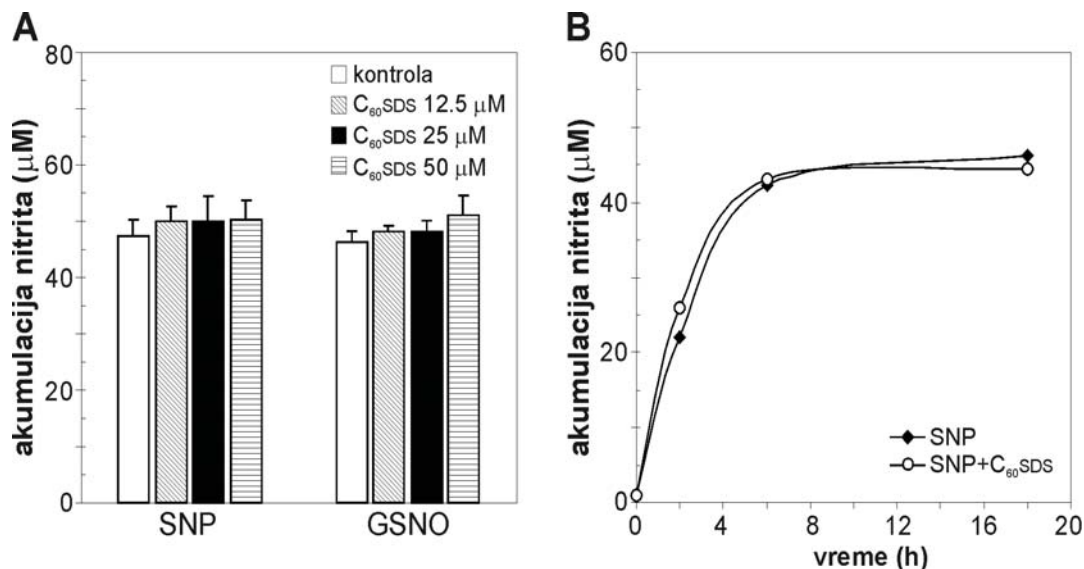 A
80
60
40
20
0
akumulacija nitrita (µM)
kontrola
C₆₀SDS 12.5 µM
C₆₀SDS 25 µM
C₆₀SDS 50 µM
SNP
GSNO
B
60
40
20
0
akumulacija nitrita (µM)
SNP
SNP+C₆₀SDS
0 4 8 12 16 20
vreme (h)